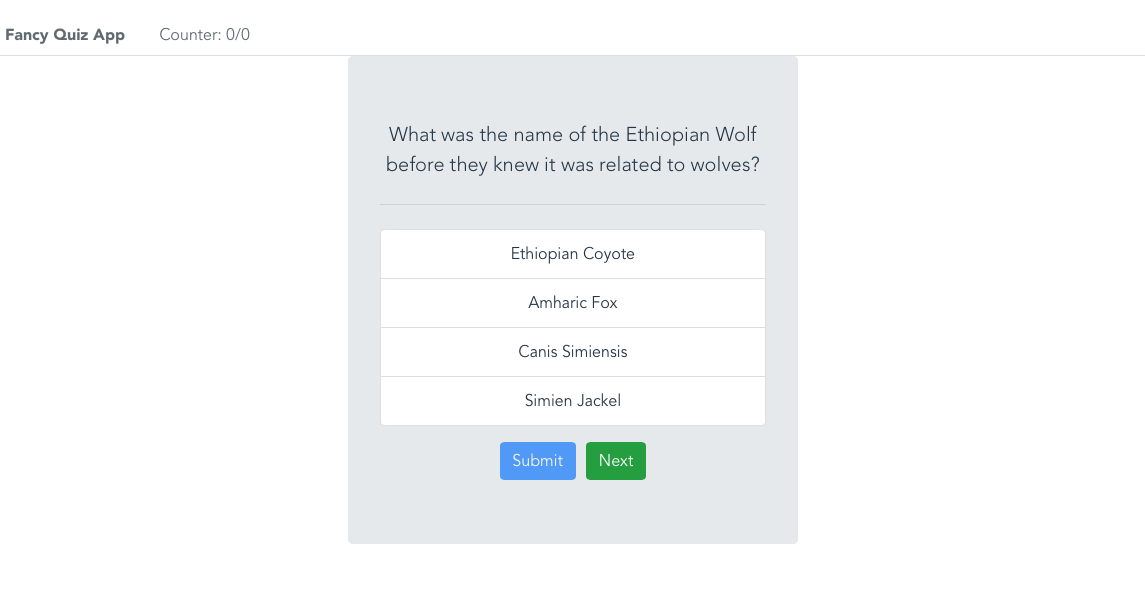 Fancy Quiz App Counter: 0/0
What was the name of the Ethiopian Wolf
before they knew it was related to wolves?
Ethiopian Coyote
Amharic Fox
Canis Simiensis
Simien Jackel
Submit Next